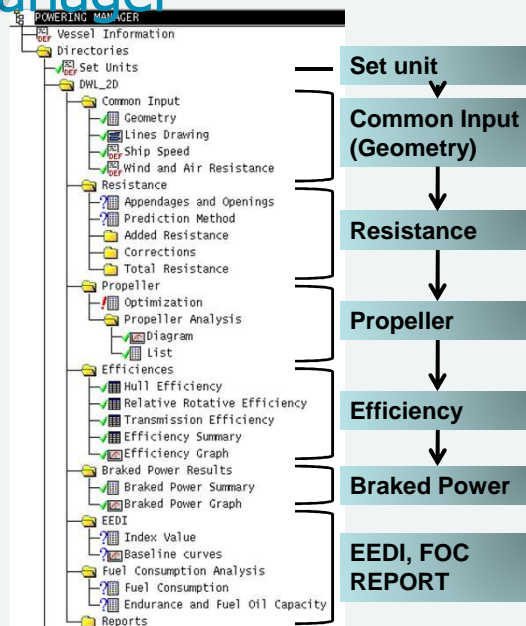 Manager
POWERING MANAGER
Vessel Information
Directories
Set Units
DWL_2D
Common Input
Geometry
Lines Drawing
Ship Speed
Wind and Air Resistance
Resistance
Appendages and Openings
Prediction Method
Added Resistance
Corrections
Total Resistance
Propeller
Optimization
Propeller Analysis
Diagram
List
Efficiences
Hull Efficiency
Relative Rotative Efficiency
Transmission Efficiency
Efficiency Summary
Efficiency Graph
Braked Power Results
Braked Power Summary
Braked Power Graph
EEDI
Index Value
Baseline curves
Fuel Consumption Analysis
Fuel Consumption
Endurance and Fuel Oil Capacity
Reports
Set unit
Common Input
(Geometry)
Resistance
Propeller
Efficiency
Braked Power
EEDI, FOC
REPORT